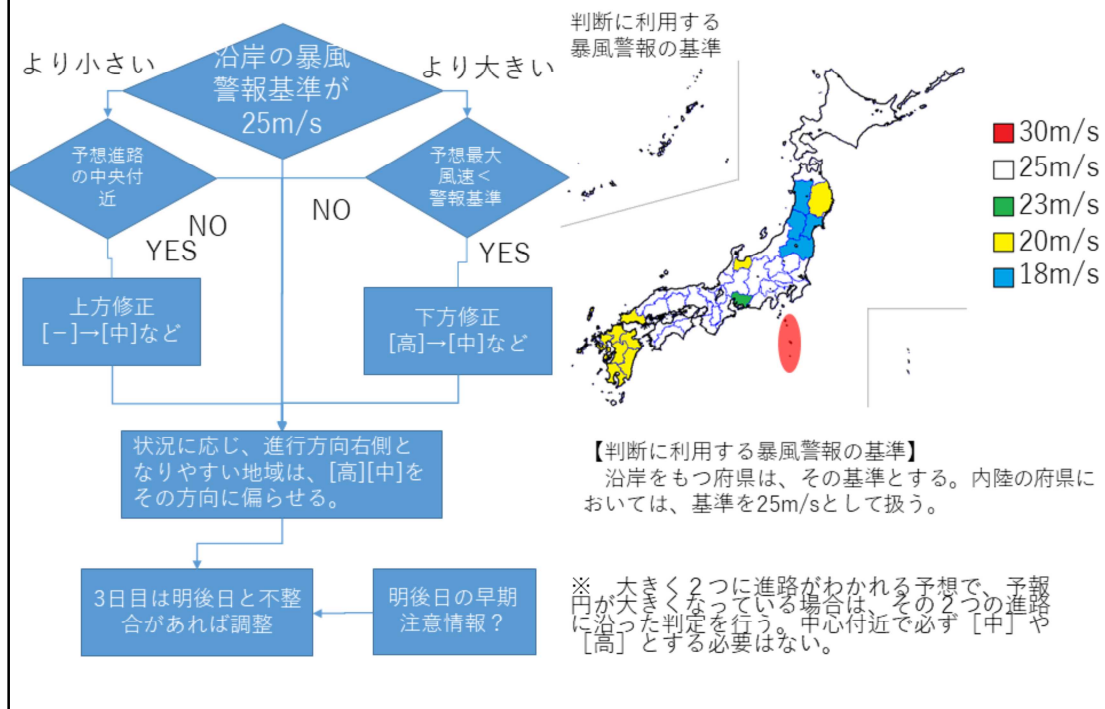 より小さい
沿岸の暴風
警報基準が
25m/s
より大きい
予想進路
の中央付
近
予想最大
風速＜
警報基準
NO
NO
YES
YES
上方修正
[－]→[中]など
下方修正
[高]→[中]など
状況に応じ、進行方向右側と
なりやすい地域は、[高][中]を
その方向に偏らせる。
3日目は明後日と不整
合があれば調整
明後日の早期
注意情報？
判断に利用する
暴風警報の基準
30m/s
25m/s
23m/s
20m/s
18m/s
【判断に利用する暴風警報の基準】
沿岸をもつ府県は、その基準とする。内陸の府県に
おいては、基準を25m/sとして扱う。
※　大きく２つに進路がわかれる予想で、予報
円が大きくなっている場合は、その２つの進路
に沿った判定を行う。中心付近で必ず［中］や
［高］とする必要はない。